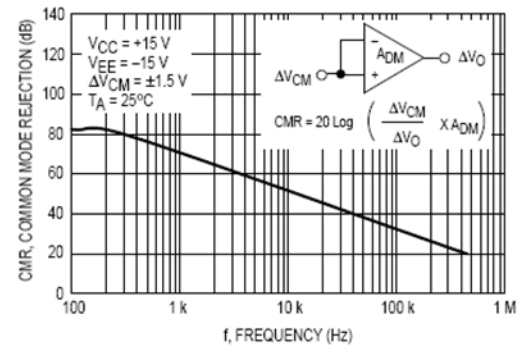 CMR, COMMON MODE REJECTION (dB)
140
120
100
80
60
40
20
0
VCC = +15 V
VEE = –15 V
ΔVCM = ±1.5 V
TA = 25°C
ΔVCM
–
+
ADM
ΔVO
CMR = 20 Log ( ΔVCM / ΔVO X ADM )
100
1 k
10 k
100 k
1 M
f, FREQUENCY (Hz)